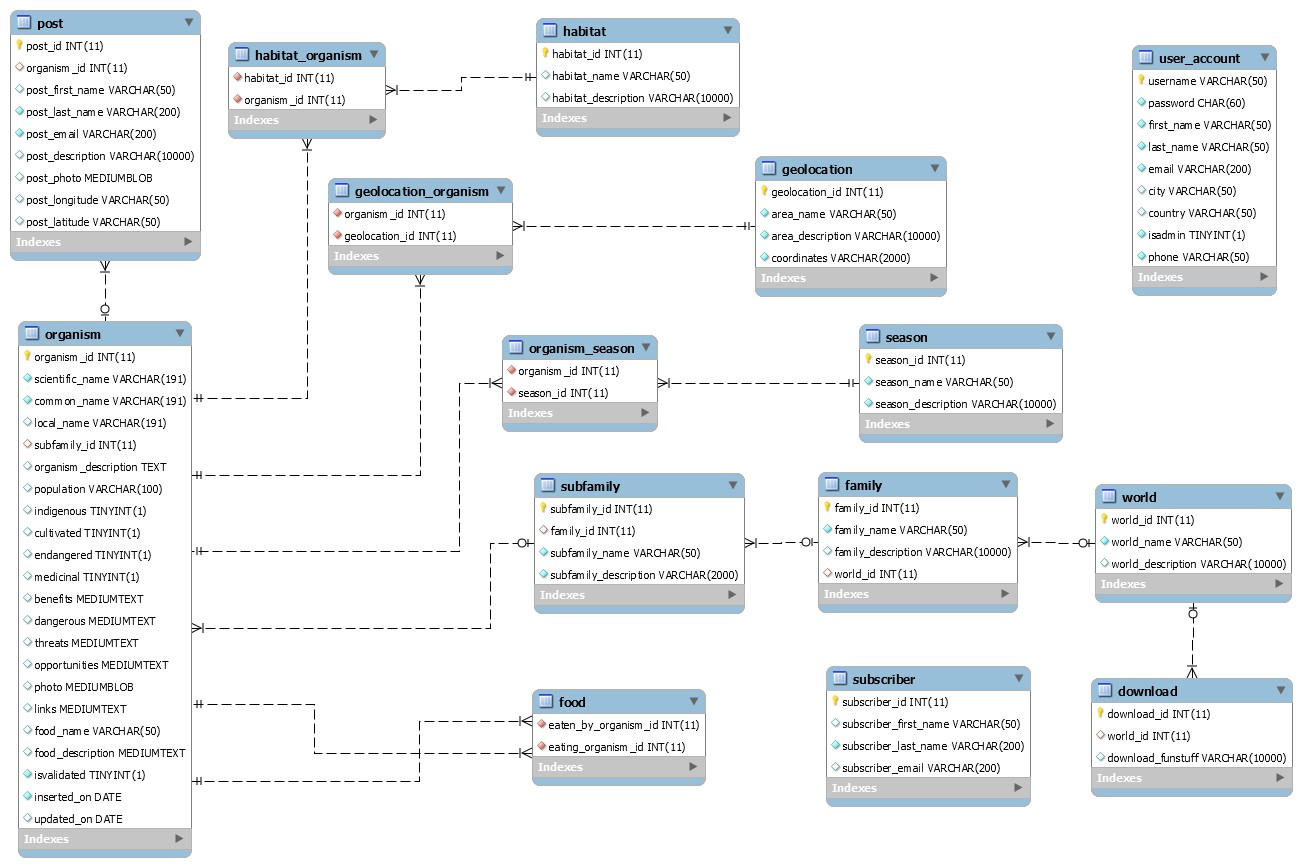 post
post_id INT(11)
organism_id INT(11)
post_first_name VARCHAR(50)
post_last_name VARCHAR(200)
post_email VARCHAR(200)
post_description VARCHAR(10000)
post_photo MEDIUMBLOB
post_longitude VARCHAR(50)
post_latitude VARCHAR(50)
Indexes
habitat_organism
habitat_id INT(11)
organism_id INT(11)
Indexes
habitat
habitat_id INT(11)
habitat_name VARCHAR(50)
habitat_description VARCHAR(10000)
Indexes
user_account
username VARCHAR(50)
password CHAR(60)
first_name VARCHAR(50)
last_name VARCHAR(50)
email VARCHAR(200)
city VARCHAR(50)
country VARCHAR(50)
isadmin TINYINT(1)
phone VARCHAR(50)
Indexes
geolocation_organism
organism_id INT(11)
geolocation_id INT(11)
Indexes
geolocation
geolocation_id INT(11)
area_name VARCHAR(50)
area_description VARCHAR(10000)
coordinates VARCHAR(2000)
Indexes
organism
organism_id INT(11)
scientific_name VARCHAR(191)
common_name VARCHAR(191)
local_name VARCHAR(191)
subfamily_id INT(11)
organism_description TEXT
population VARCHAR(100)
indigenous TINYINT(1)
cultivated TINYINT(1)
endangered TINYINT(1)
medicinal TINYINT(1)
benefits MEDIUMTEXT
dangerous MEDIUMTEXT
threats MEDIUMTEXT
opportunities MEDIUMTEXT
photo MEDIUMBLOB
links MEDIUMTEXT
food_name VARCHAR(50)
food_description MEDIUMTEXT
isvalidated TINYINT(1)
inserted_on DATE
updated_on DATE
Indexes
organism_season
organism_id INT(11)
season_id INT(11)
Indexes
season
season_id INT(11)
season_name VARCHAR(50)
season_description VARCHAR(10000)
Indexes
subfamily
subfamily_id INT(11)
family_id INT(11)
subfamily_name VARCHAR(50)
subfamily_description VARCHAR(2000)
Indexes
family
family_id INT(11)
family_name VARCHAR(50)
family_description VARCHAR(10000)
world_id INT(11)
Indexes
world
world_id INT(11)
world_name VARCHAR(50)
world_description VARCHAR(10000)
Indexes
food
eaten_by_organism_id INT(11)
eating_organism_id INT(11)
Indexes
subscriber
subscriber_id INT(11)
subscriber_first_name VARCHAR(50)
subscriber_last_name VARCHAR(200)
subscriber_email VARCHAR(200)
Indexes
download
download_id INT(11)
world_id INT(11)
download_funstuff VARCHAR(10000)
Indexes